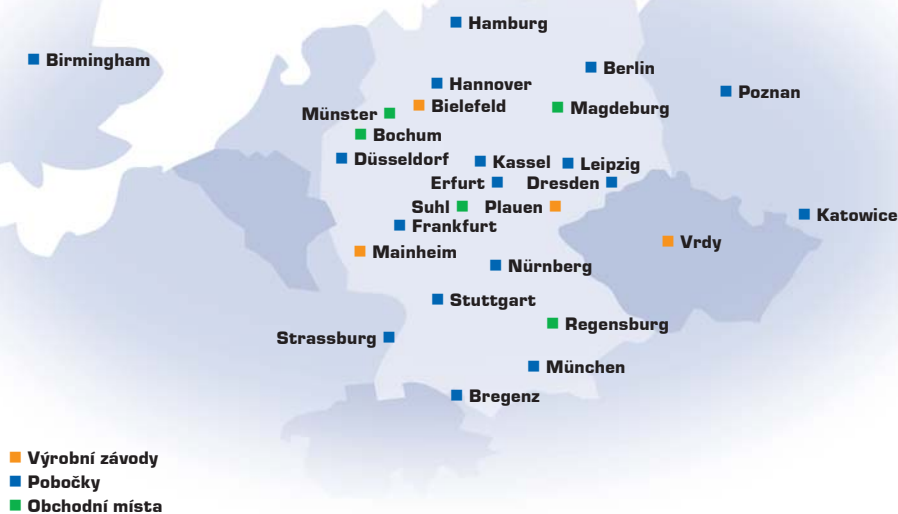 Hamburg
Birmingham
Berlin
Hannover
Poznan
Bielefeld
Magdeburg
Münster
Bochum
Düsseldorf
Kassel
Leipzig
Erfurt
Dresden
Suhl
Plauen
Katowice
Frankfurt
Vrdy
Mainheim
Nürnberg
Stuttgart
Regensburg
Strassburg
München
Bregenz
Výrobní závody
Pobočky
Obchodní místa